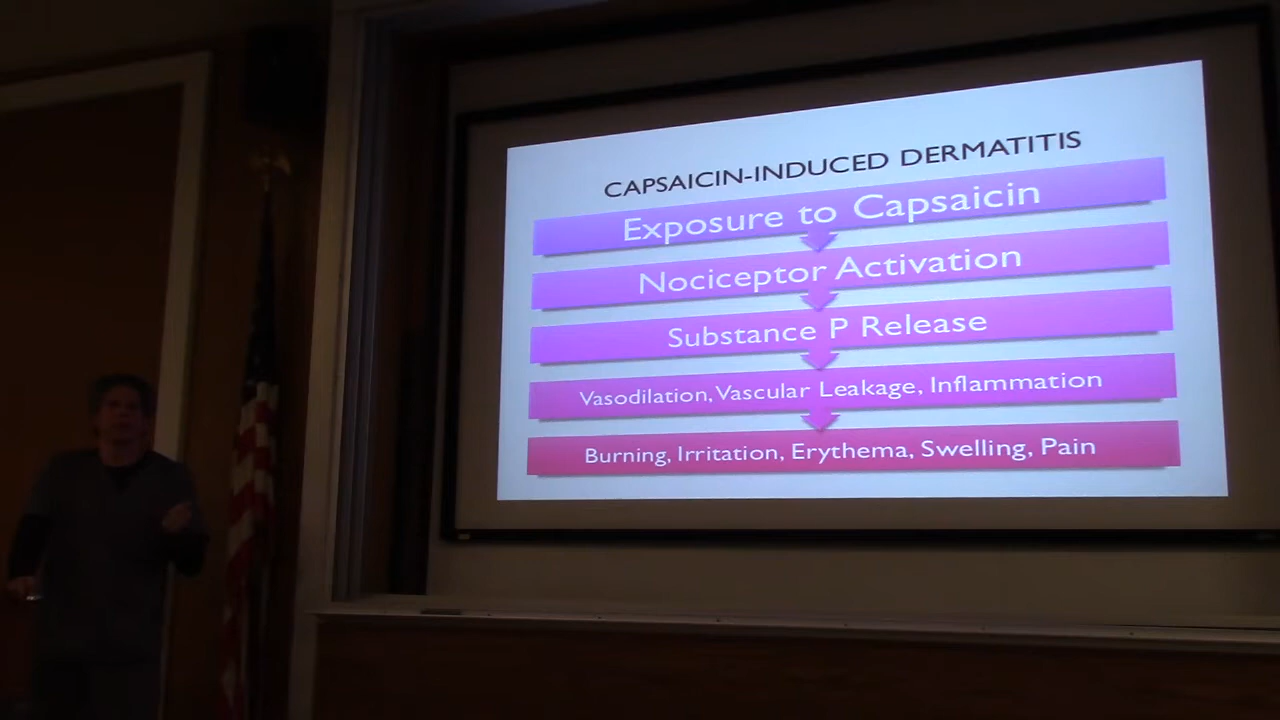 CAPSAICIN-INDUCED DERMATITIS
Exposure to Capsaicin
Nociceptor Activation
Substance P Release
Vasodilation, Vascular Leakage, Inflammation
Burning, Irritation, Erythema, Swelling, Pain